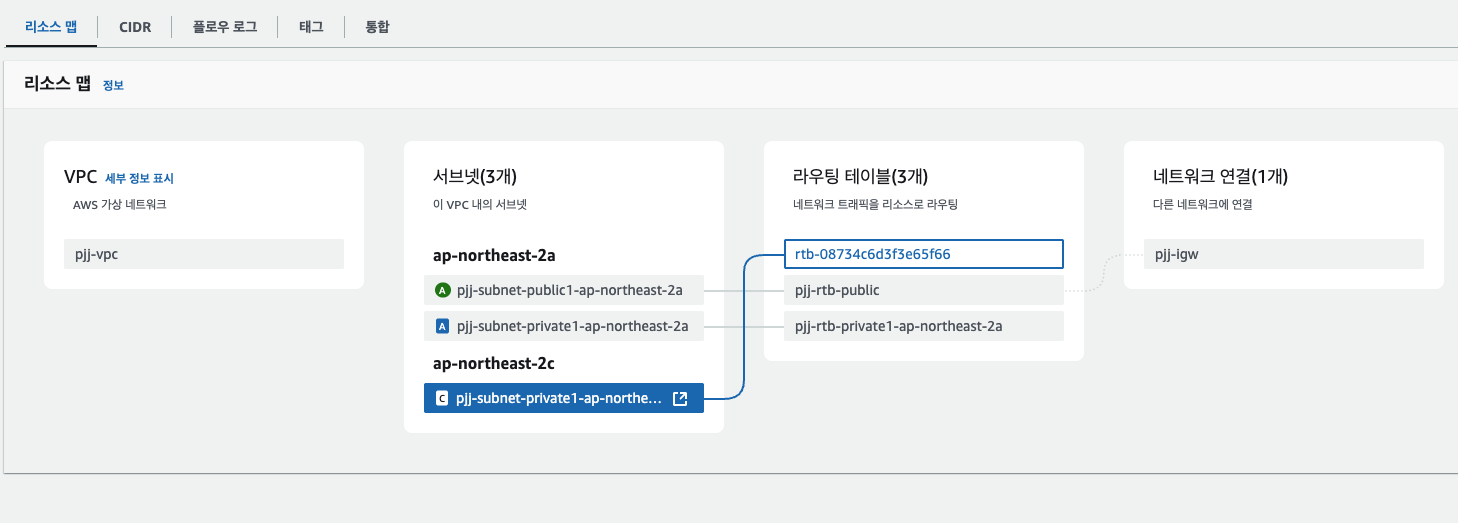 리소스 맵
CIDR
플로우 로그
태그
통합
리소스 맵 정보
VPC 세부 정보 표시
AWS 가상 네트워크
pjj-vpc
서브넷(3개)
이 VPC 내의 서브넷
ap-northeast-2a
A pjj-subnet-public1-ap-northeast-2a
A pjj-subnet-private1-ap-northeast-2a
ap-northeast-2c
C pjj-subnet-private1-ap-northe...
라우팅 테이블(3개)
네트워크 트래픽을 리소스로 라우팅
rtb-08734c6d3f3e65f66
pjj-rtb-public
pjj-rtb-private1-ap-northeast-2a
네트워크 연결(1개)
다른 네트워크에 연결
pjj-igw